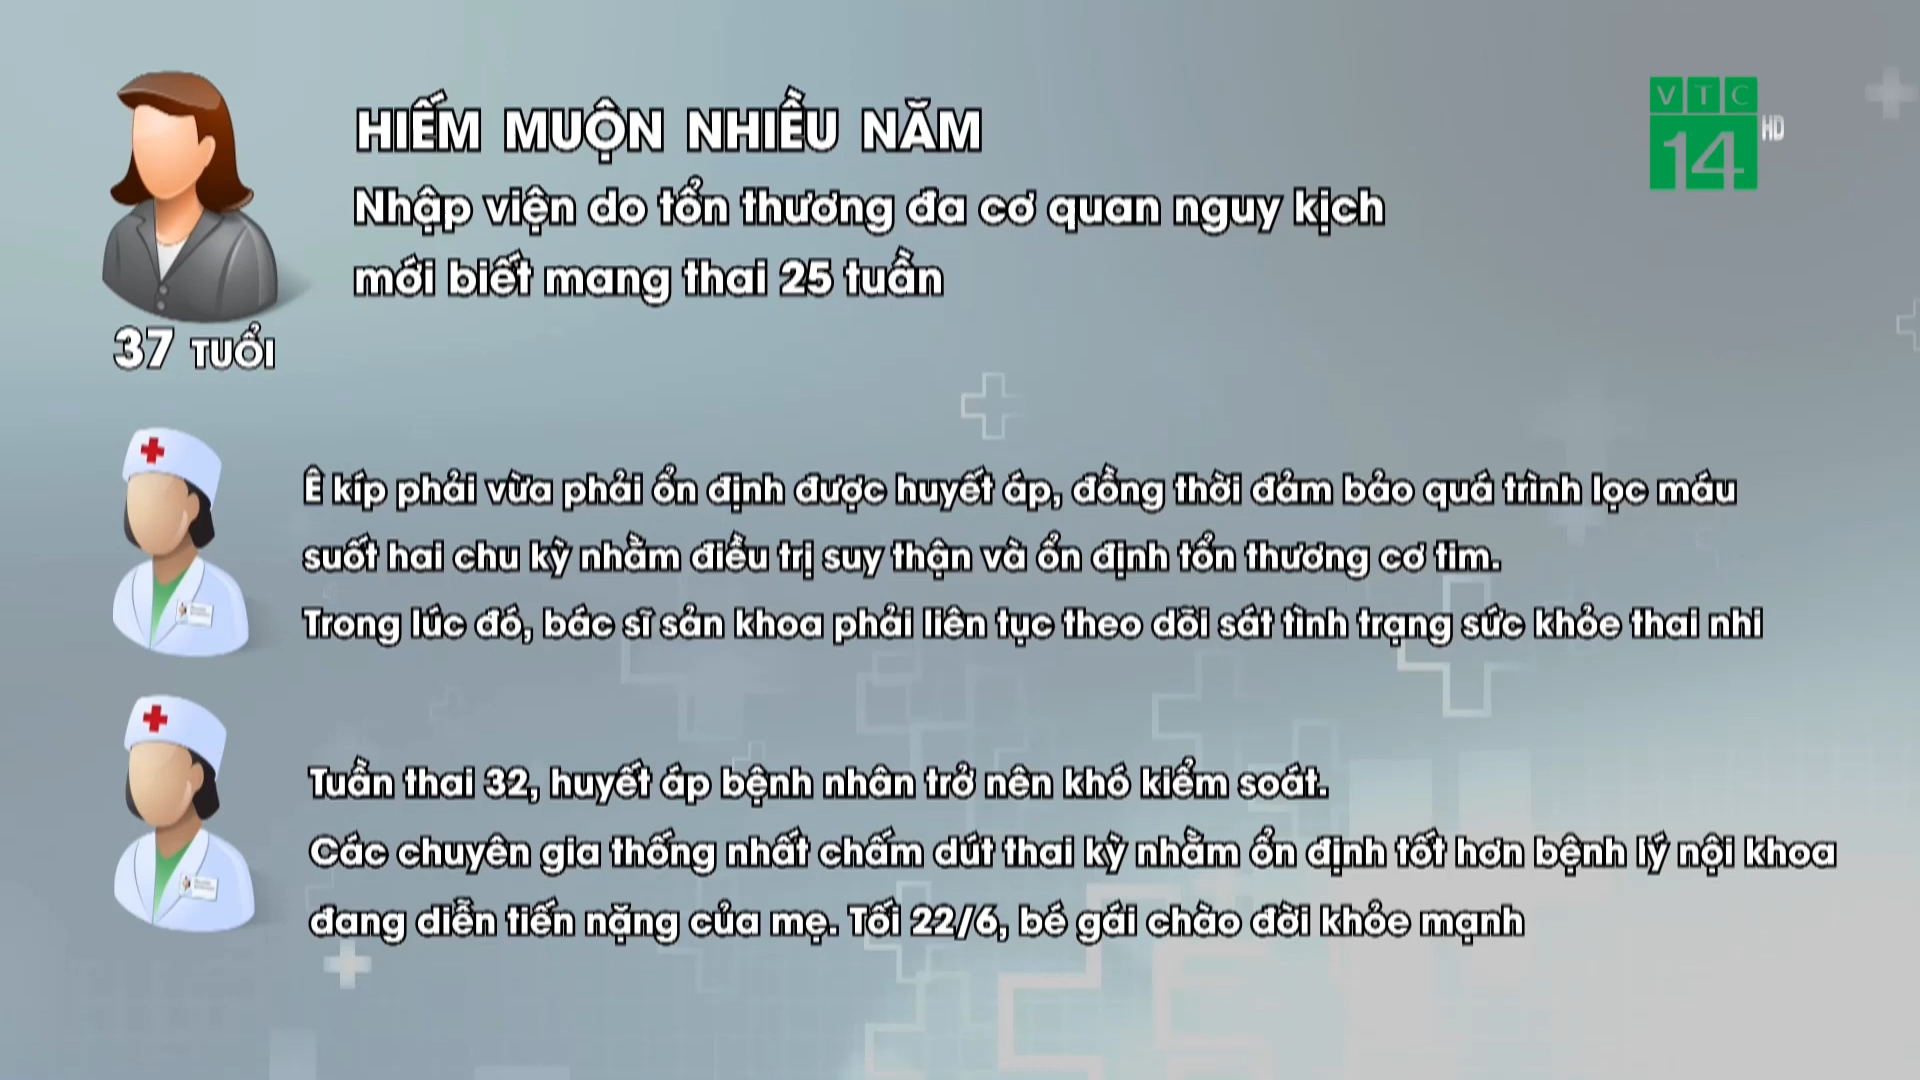 HIẾM MUỘN NHIỀU NĂM
Nhập viện do tổn thương đa cơ quan nguy kịch
mới biết mang thai 25 tuần
37 TUỔI
VTC
14 HD
Ê kíp phải vừa phải ổn định được huyết áp, đồng thời đảm bảo quá trình lọc máu
suốt hai chu kỳ nhằm điều trị suy thận và ổn định tổn thương cơ tim.
Trong lúc đó, bác sĩ sản khoa phải liên tục theo dõi sát tình trạng sức khỏe thai nhi
Tuần thai 32, huyết áp bệnh nhân trở nên khó kiểm soát.
Các chuyên gia thống nhất chấm dứt thai kỳ nhằm ổn định tốt hơn bệnh lý nội khoa
đang diễn tiến nặng của mẹ. Tối 22/6, bé gái chào đời khỏe mạnh